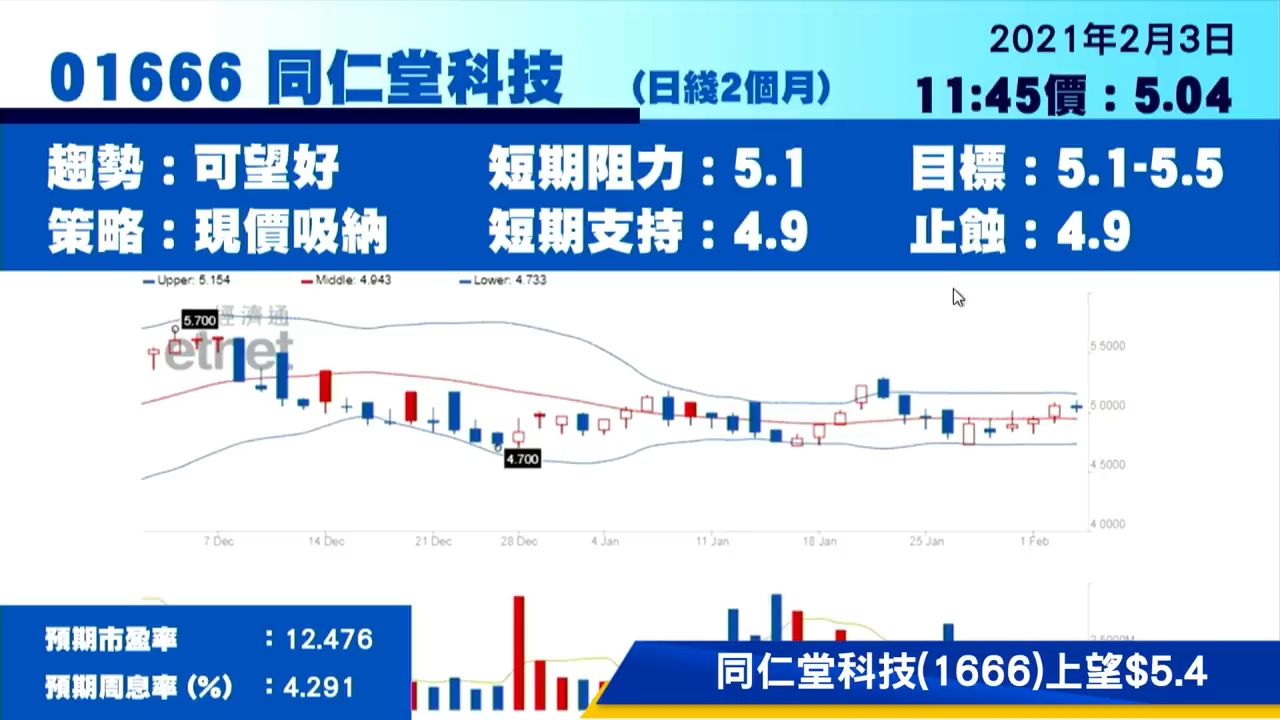 01666 同仁堂科技 (日綫2個月) 2021年2月3日
11:45價：5.04
趨勢：可望好 短期阻力：5.1 目標：5.1-5.5
策略：現價吸納 短期支持：4.9 止蝕：4.9
Upper: 5.154 Middle: 4.943 Lower: 4.733
5.700
經濟通
etnet
5.5000
5.0000
4.700
4.5000
4.0000
7 Dec 14 Dec 21 Dec 28 Dec 4 Jan 11 Jan 18 Jan 25 Jan 1 Feb
預期市盈率 ：12.476
預期周息率 (%) ：4.291
同仁堂科技(1666)上望$5.4